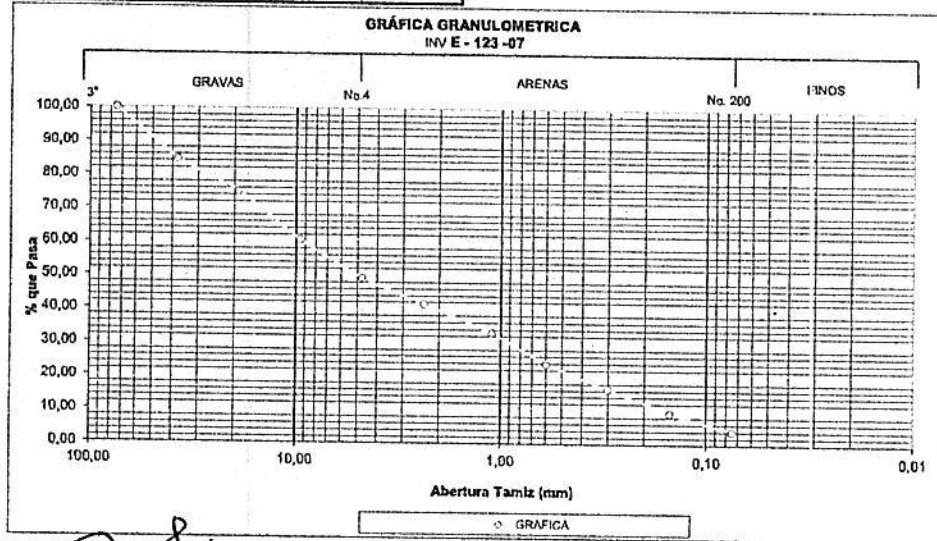 GRÁFICA GRANULOMETRICA
INV E - 123 -07
GRAVAS ARENAS FINOS
3" No.4 No. 200
100,00
90,00
80,00
70,00
60,00
50,00
40,00
30,00
20,00
10,00
0,00
% que Pasa
100,00 10,00 1,00 0,10 0,01
Abertura Tamiz (mm)
GRAFICA